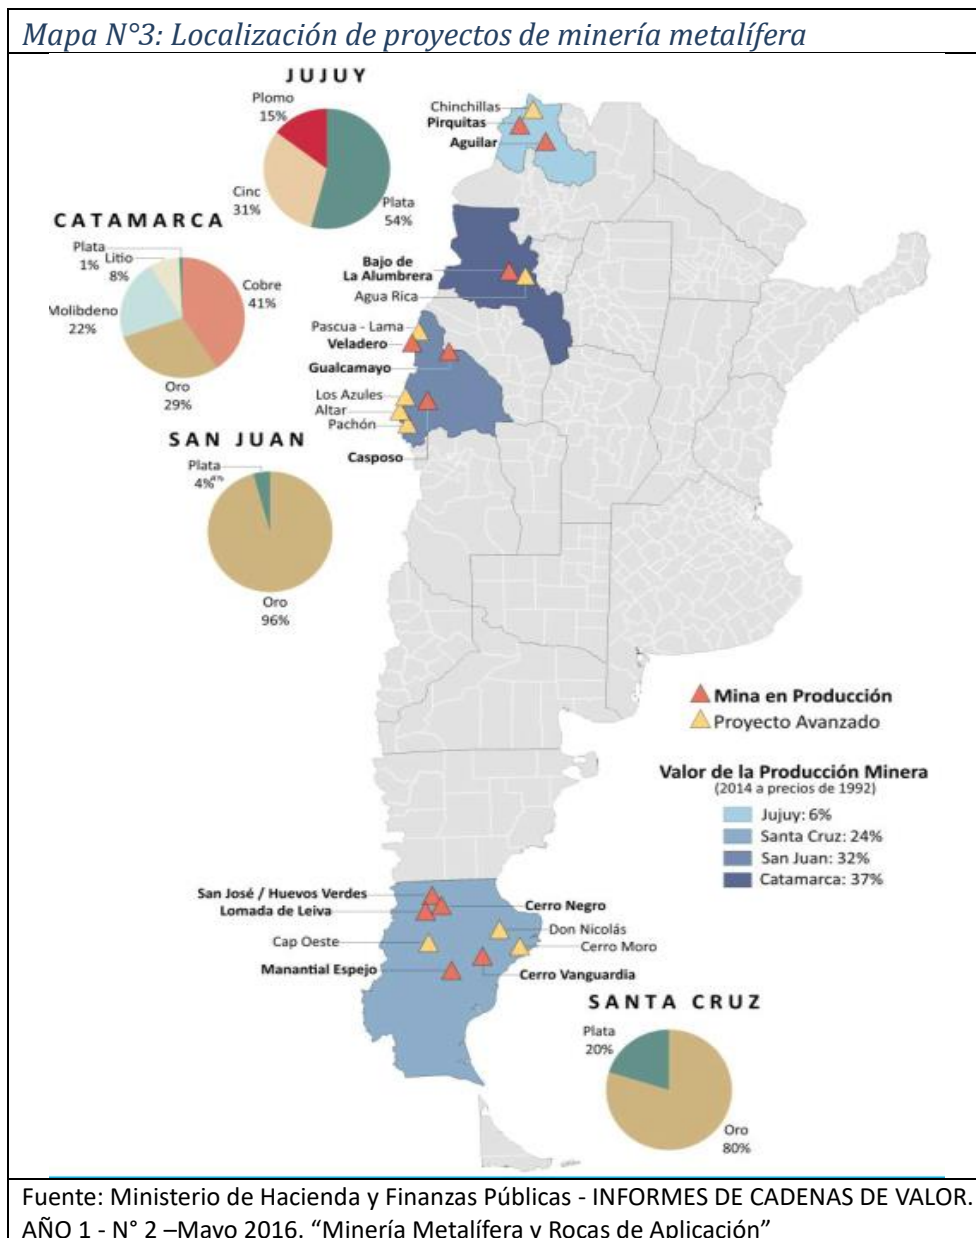 Mapa N°3: Localización de proyectos de minería metalífera
JUJUY
Plomo
15%
Cinc
31%
Plata
54%
CATAMARCA
Plata
1%
Litio
8%
Molibdeno
22%
Cobre
41%
Oro
29%
SAN JUAN
Plata
4%
Oro
96%
Chinchillas
Pirquitas
Aguilar
Bajo de
La Alumbrera
Agua Rica
Pascua - Lama
Veladero
Gualcamayo
Los Azules
Altar
Pachón
Casposo
Mina en Producción
Proyecto Avanzado
Valor de la Producción Minera
(2014 a precios de 1992)
Jujuy: 6%
Santa Cruz: 24%
San Juan: 32%
Catamarca: 37%
San José / Huevos Verdes
Lomada de Leiva
Cerro Negro
Don Nicolás
Cap Oeste
Cerro Moro
Manantial Espejo
Cerro Vanguardia
SANTA CRUZ
Plata
20%
Oro
80%
Fuente: Ministerio de Hacienda y Finanzas Públicas - INFORMES DE CADENAS DE VALOR.
AÑO 1 - N° 2 –Mayo 2016. “Minería Metalífera y Rocas de Aplicación”